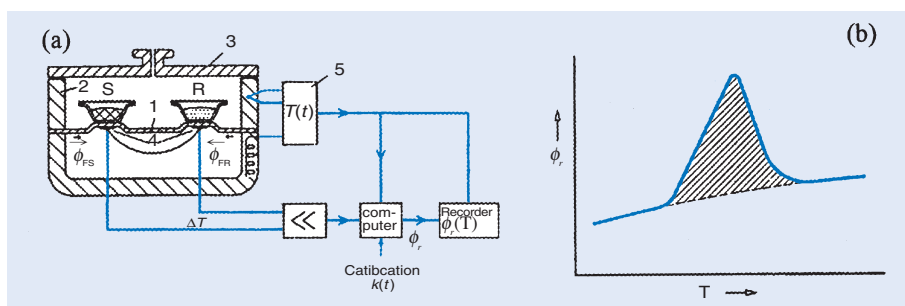 (a)
3
5
2
S
R
1
T(t)
4
ϕFS
ϕFR
ΔT
≪
com-
puter
ϕr
Recorder
ϕr(T)
Catibcation
k(t)
(b)
ϕr
T